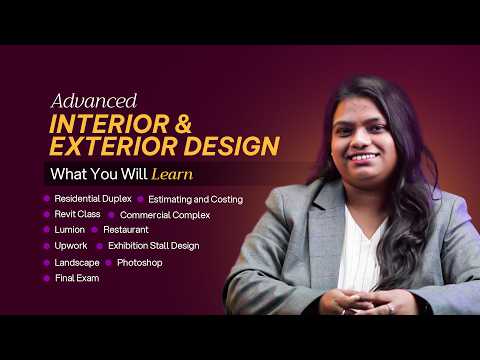 Advanced
INTERIOR &
EXTERIOR DESIGN
What You Will Learn
Residential Duplex
Estimating and Costing
Revit Class
Commercial Complex
Lumion
Restaurant
Upwork
Exhibition Stall Design
Landscape
Photoshop
Final Exam